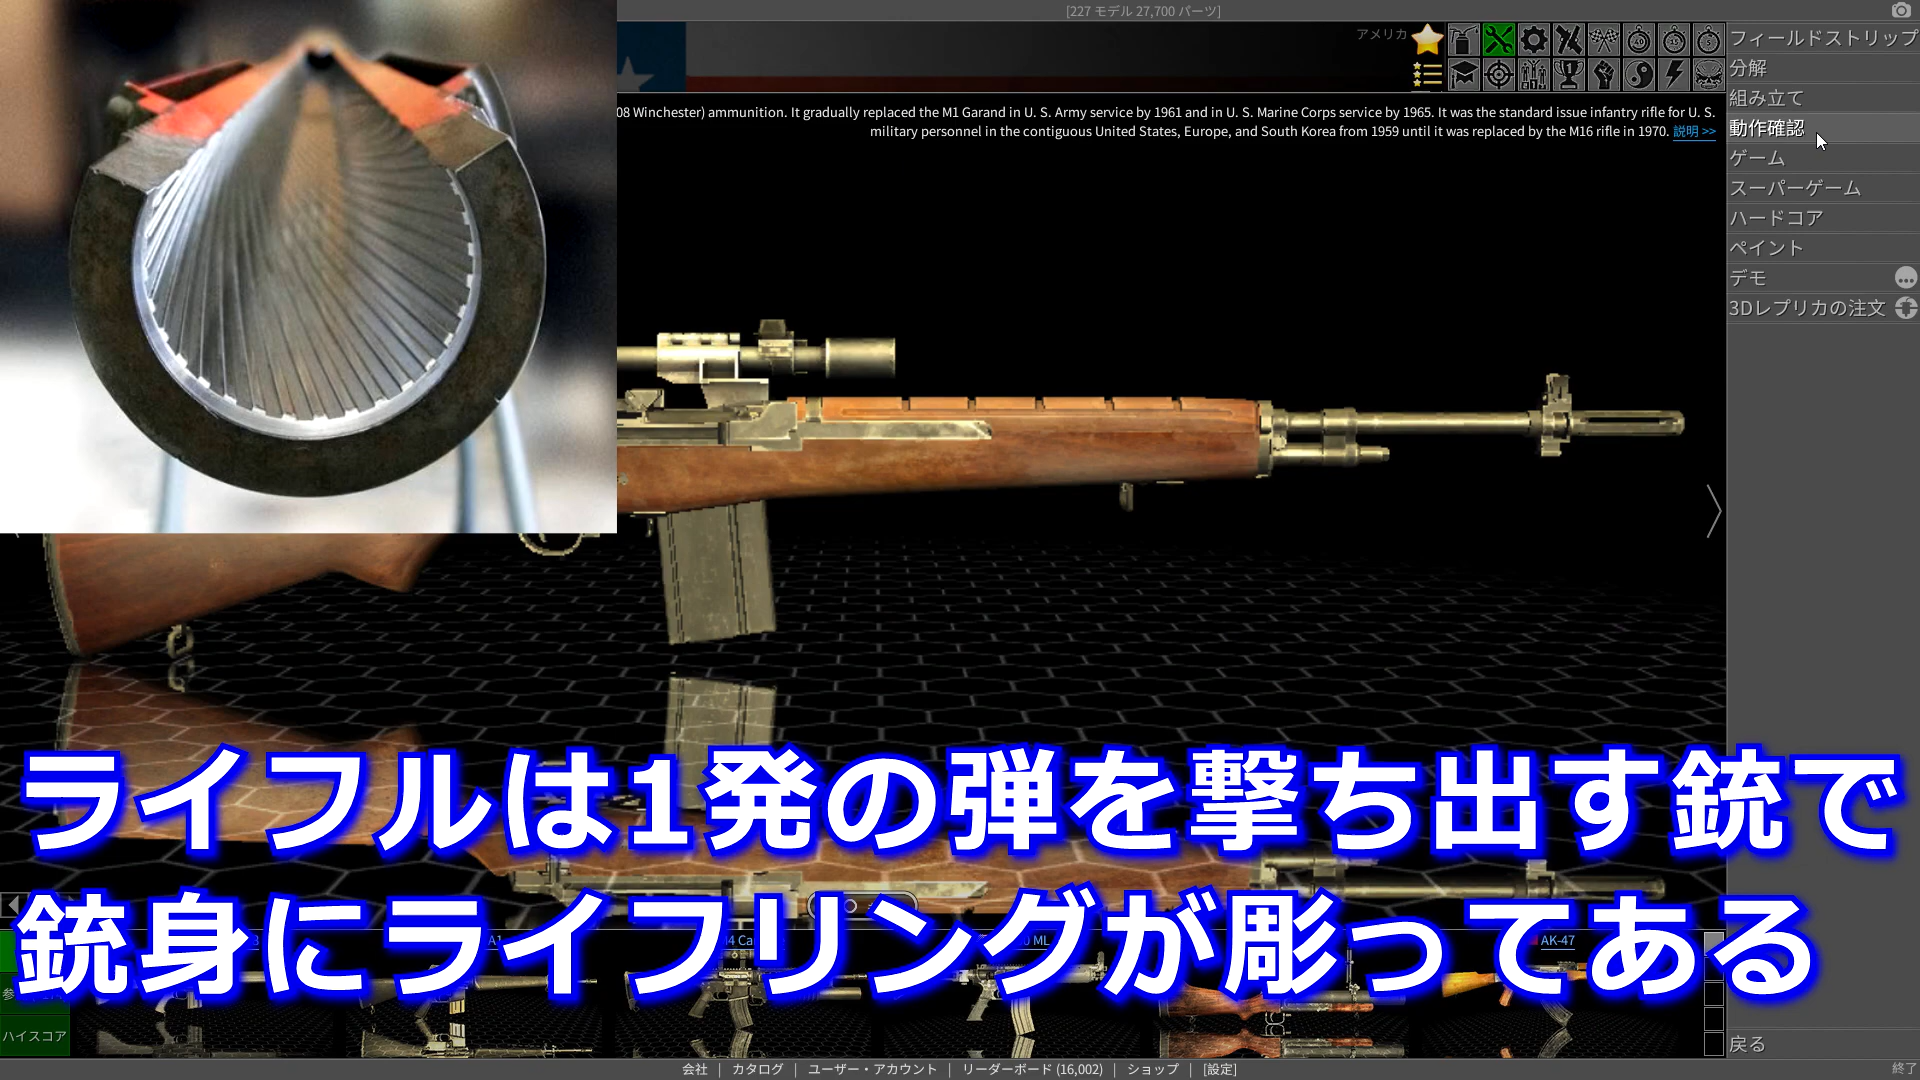 [227 モデル 27,700 パーツ]
アメリカ
08 Winchester) ammunition. It gradually replaced the M1 Garand in U. S. Army service by 1961 and in U. S. Marine Corps service by 1965. It was the standard issue infantry rifle for U. S.
military personnel in the contiguous United States, Europe, and South Korea from 1959 until it was replaced by the M16 rifle in 1970. 説明 >>
フィールドストリップ
分解
組み立て
動作確認
ゲーム
スーパーゲーム
ハードコア
ペイント
デモ
3Dレプリカの注文
ライフルは1発の弾を撃ち出す銃で
銃身にライフリングが彫ってある
AK-47
ハイスコア
戻る
会社 | カタログ | ユーザー・アカウント | リーダーボード (16,002) | ショップ | [設定]
終了